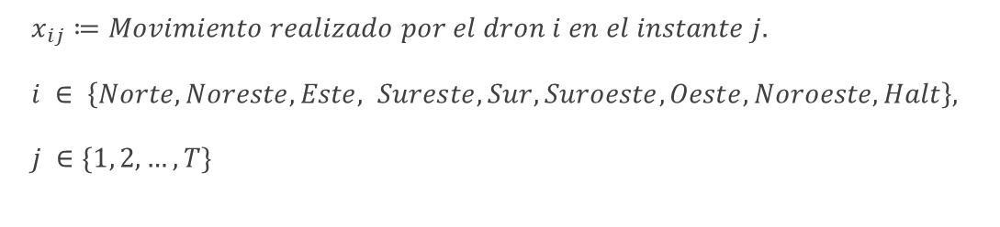 x_{ij} ≔ Movimiento realizado por el dron i en el instante j.
i ∈ {Norte, Noreste, Este, Sureste, Sur, Suroeste, Oeste, Noroeste, Halt},
j ∈ {1, 2, … , T}